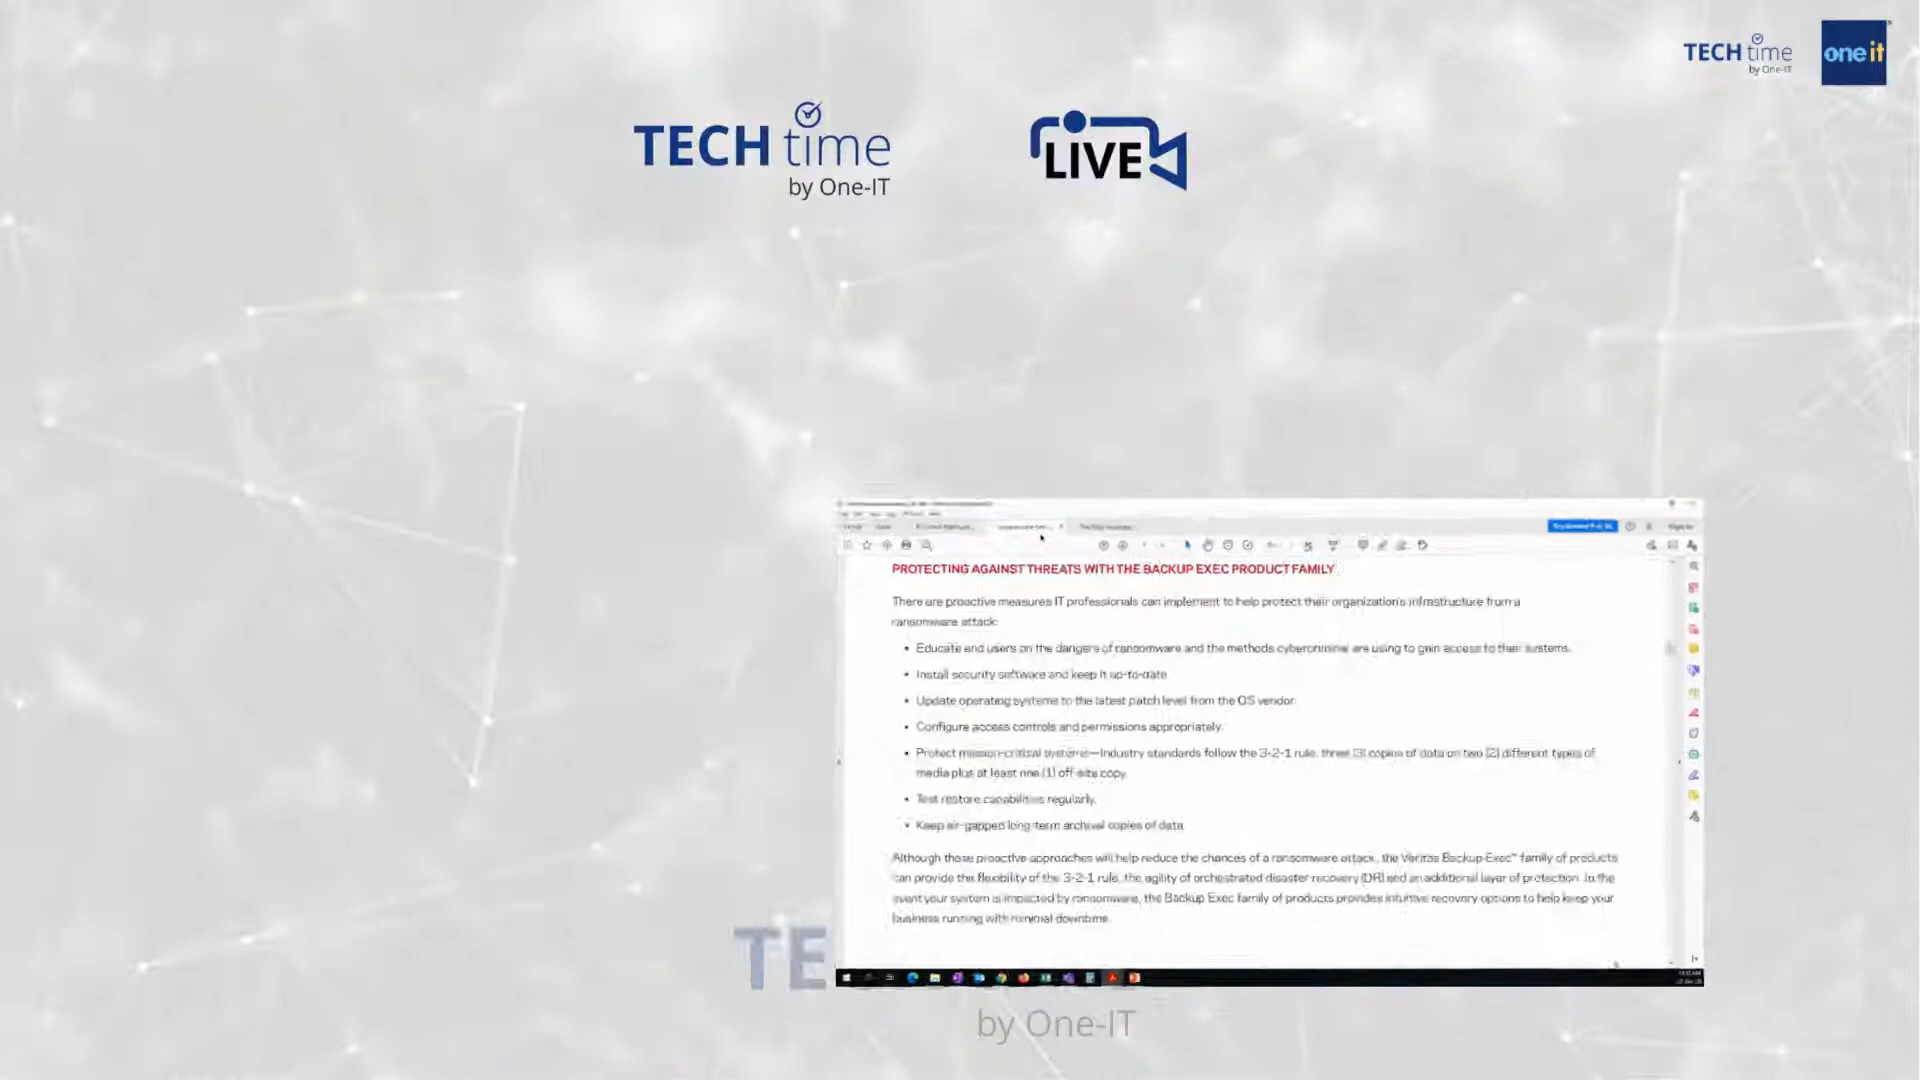 TECH time
by One-IT
one it
TECH time
by One-IT
LIVE
PROTECTING AGAINST THREATS WITH THE BACKUP EXEC PRODUCT FAMILY
There are proactive measures IT professionals can implement to help protect their organization's infrastructure from a
ransomware attack:
• Educate end users on the dangers of ransomware and the methods cybercriminal are using to gain access to their systems.
• Install security software and keep it up-to-date
• Update operating systems to the latest patch level from the OS vendor.
• Configure access controls and permissions appropriately.
• Protect mission-critical systems—Industry standards follow the 3-2-1 rule, three (3) copies of data on two (2) different types of
media plus at least one (1) off-site copy.
• Test restore capabilities regularly.
• Keep air-gapped long-term archival copies of data
Although these proactive approaches will help reduce the chances of a ransomware attack, the Veritas Backup Exec™ family of products
can provide the flexibility of the 3-2-1 rule, the agility of orchestrated disaster recovery (DR) and an additional layer of protection. In the
event your system is impacted by ransomware, the Backup Exec family of products provides intuitive recovery options to help keep your
business running with minimal downtime.
TE
by One-IT